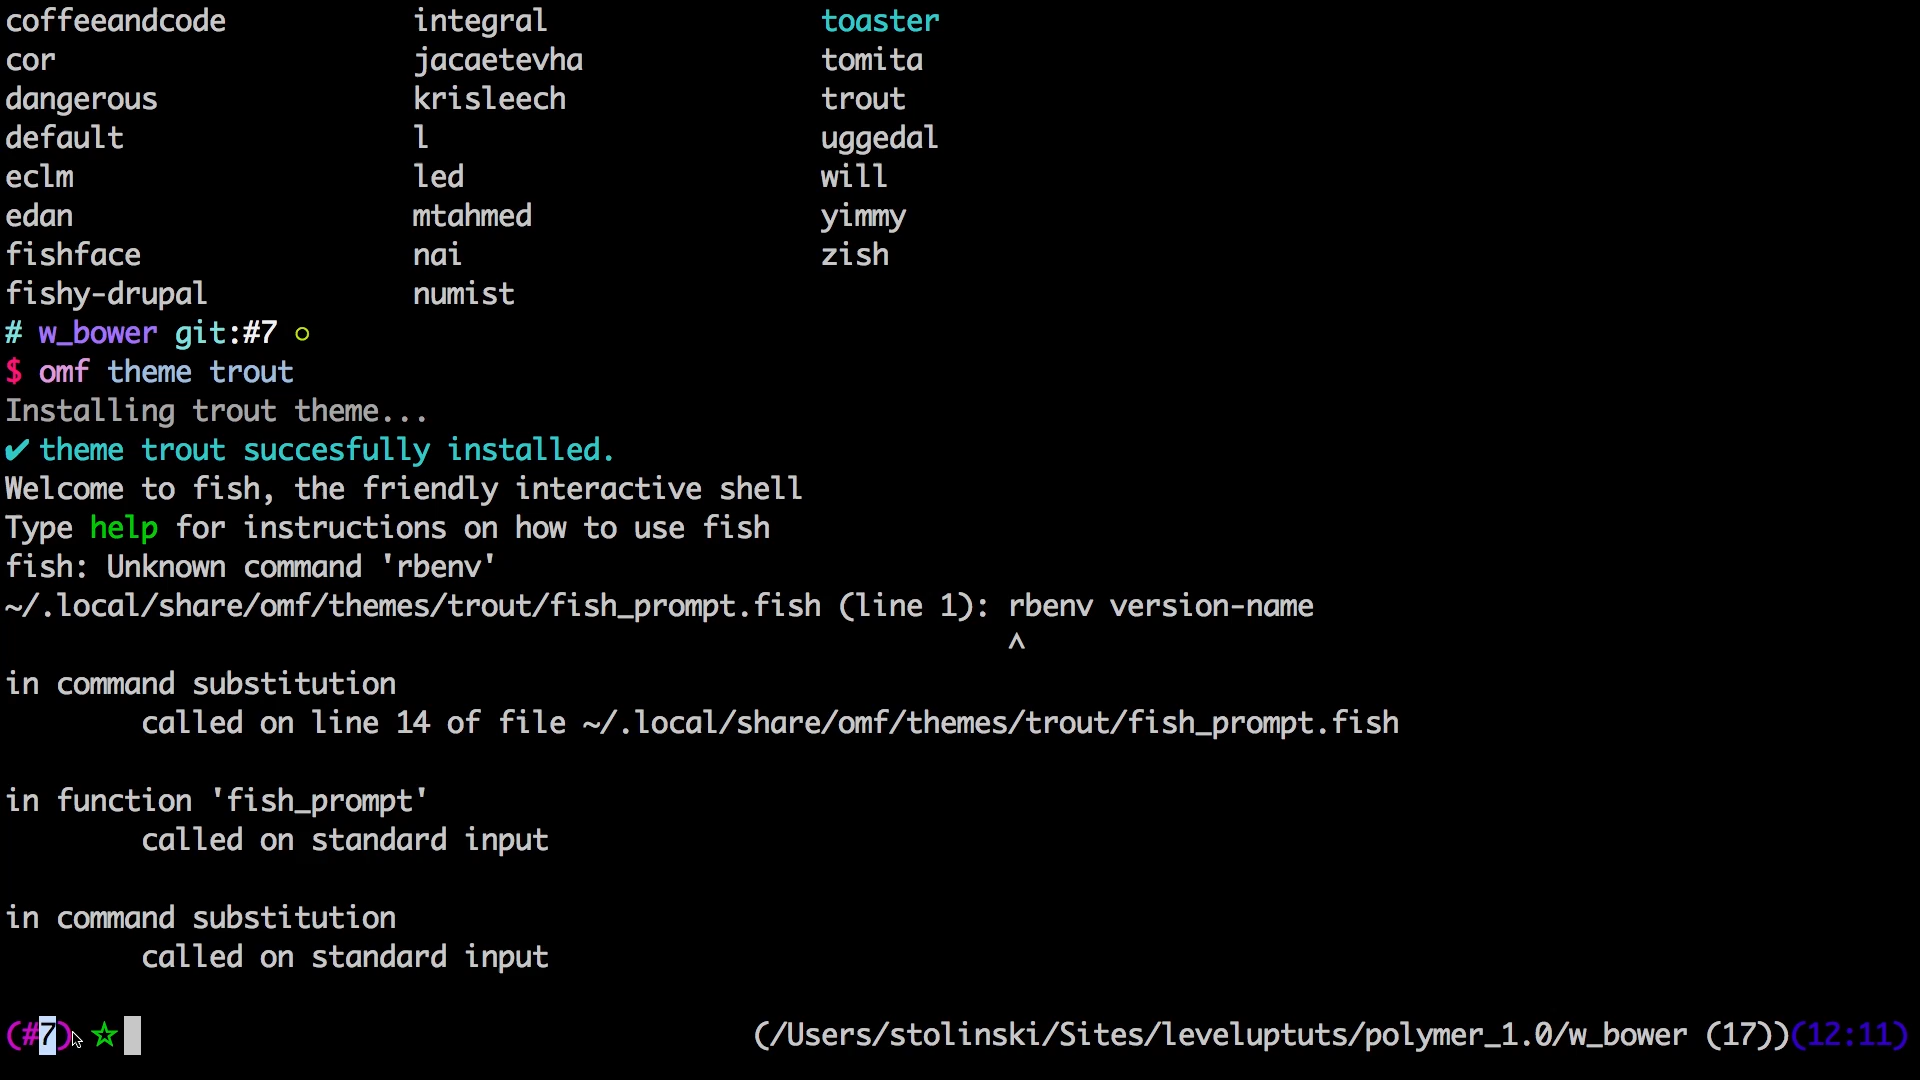 coffeeandcode integral toaster
cor jacaetevha tomita
dangerous krisleech trout
default l uggedal
eclm led will
edan mtahmed yimmy
fishface nai zish
fishy-drupal numist
# w_bower git:#7 ○
$ omf theme trout
Installing trout theme...
✔ theme trout succesfully installed.
Welcome to fish, the friendly interactive shell
Type help for instructions on how to use fish
fish: Unknown command 'rbenv'
~/.local/share/omf/themes/trout/fish_prompt.fish (line 1): rbenv version-name
^
in command substitution
called on line 14 of file ~/.local/share/omf/themes/trout/fish_prompt.fish
in function 'fish_prompt'
called on standard input
in command substitution
called on standard input
(#7) ☆ (/Users/stolinski/Sites/leveluptuts/polymer_1.0/w_bower (17))(12:11)